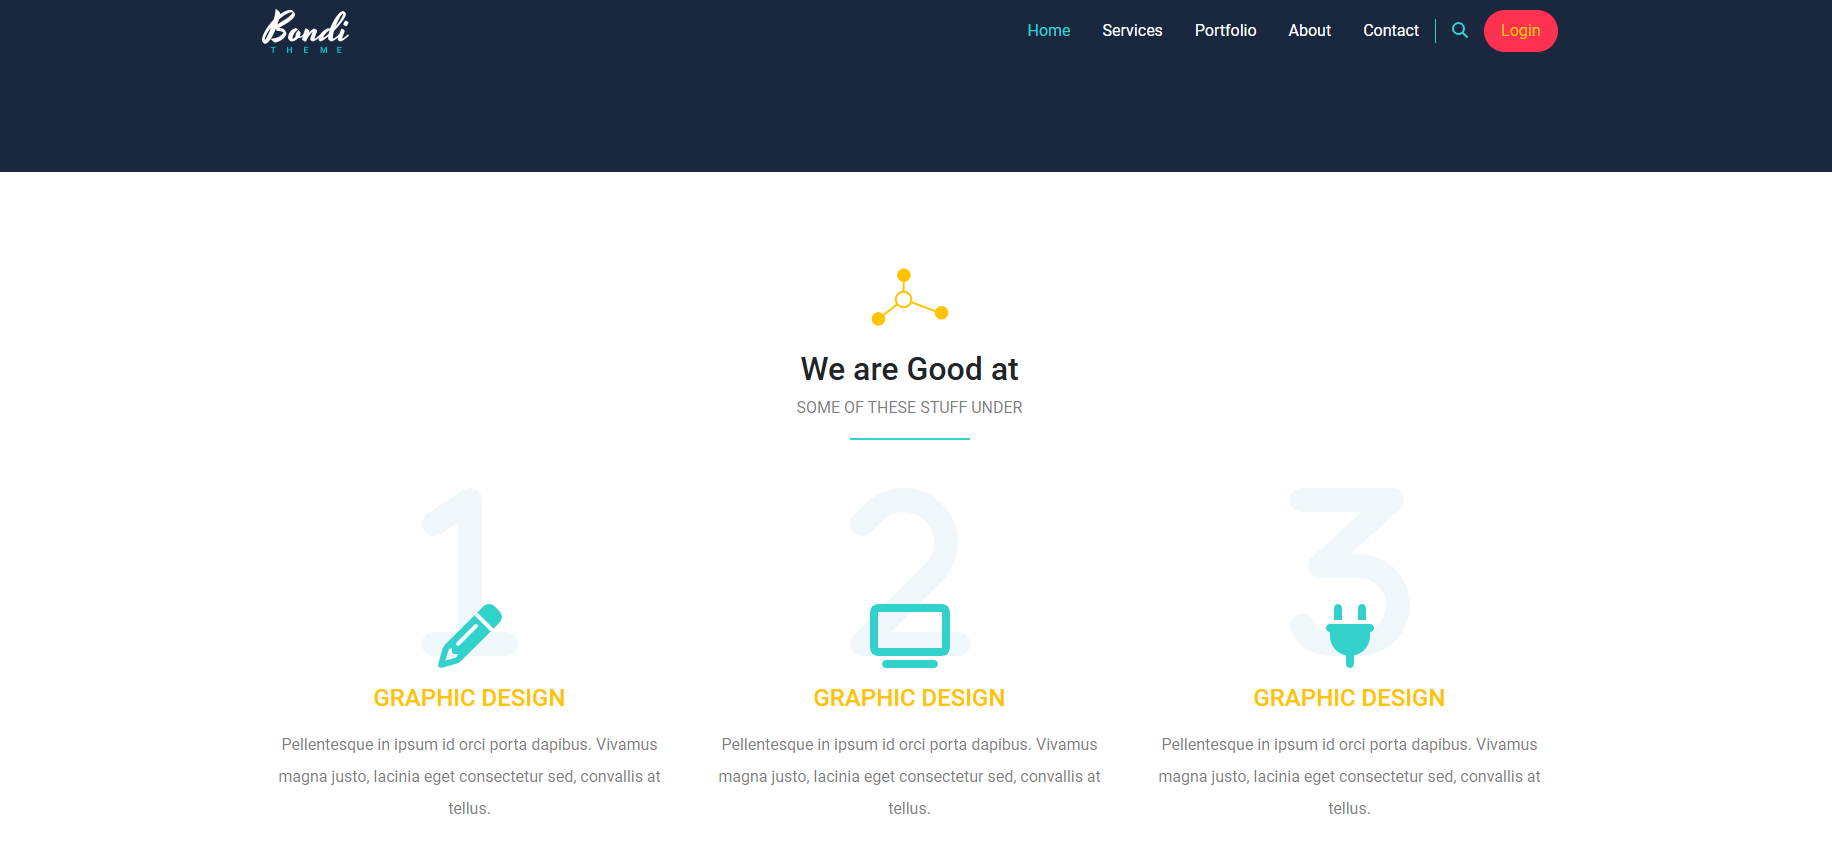 Bondi
THEME
Home Services Portfolio About Contact Login
We are Good at
SOME OF THESE STUFF UNDER
1 2 3
GRAPHIC DESIGN
Pellentesque in ipsum id orci porta dapibus. Vivamus
magna justo, lacinia eget consectetur sed, convallis at
tellus.
GRAPHIC DESIGN
Pellentesque in ipsum id orci porta dapibus. Vivamus
magna justo, lacinia eget consectetur sed, convallis at
tellus.
GRAPHIC DESIGN
Pellentesque in ipsum id orci porta dapibus. Vivamus
magna justo, lacinia eget consectetur sed, convallis at
tellus.